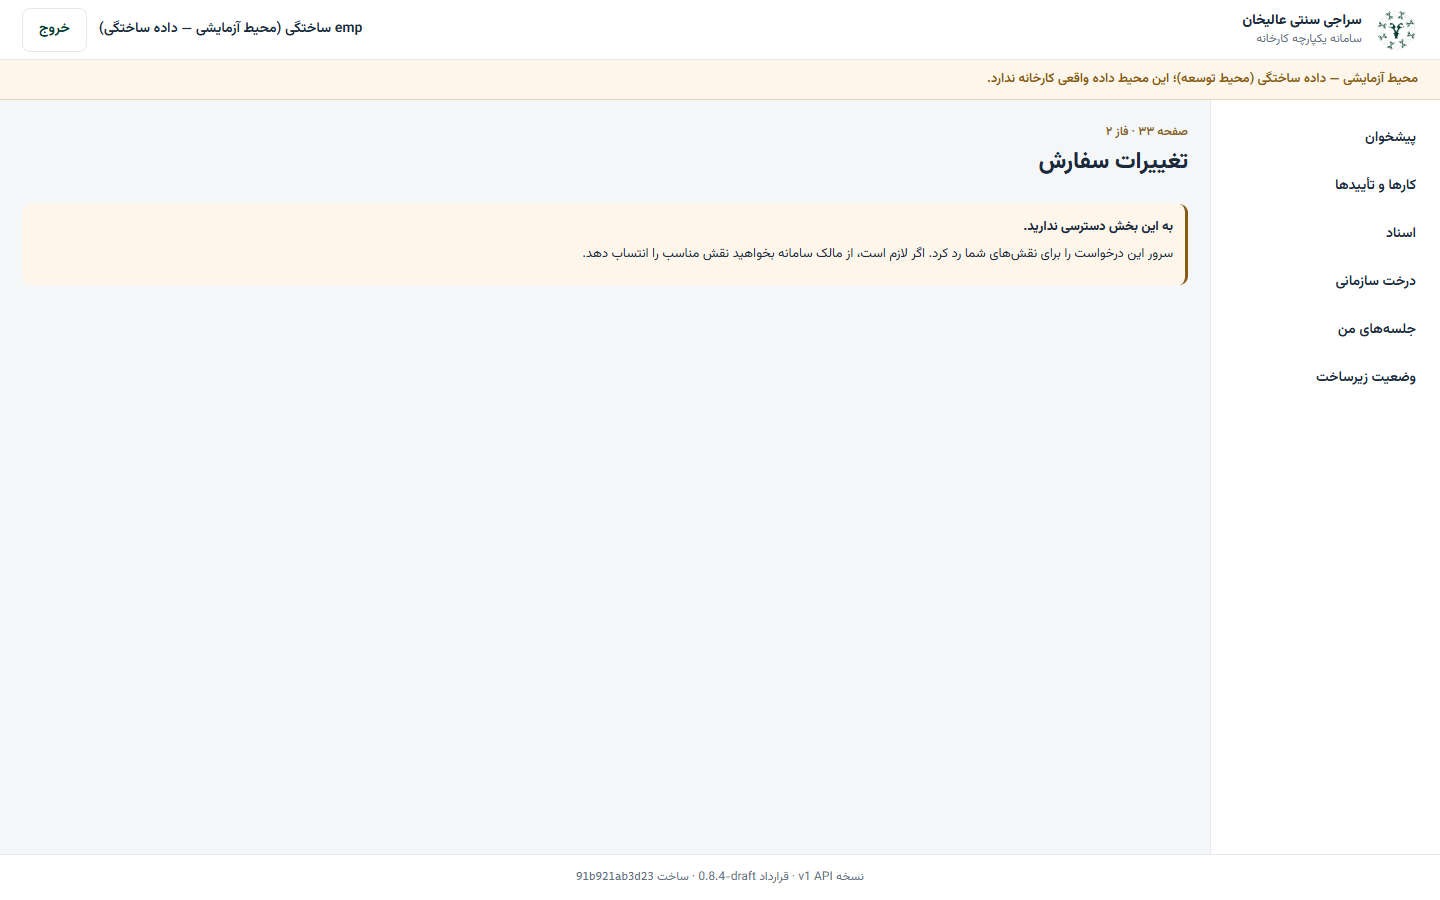 سراجی سنتی عالیخان
سامانه یکپارچه کارخانه
emp ساختگی (محیط آزمایشی – داده ساختگی)
خروج
محیط آزمایشی – داده ساختگی (محیط توسعه)؛ این محیط داده واقعی کارخانه ندارد.
پیشخوان
کارها و تأییدها
اسناد
درخت سازمانی
جلسه‌های من
وضعیت زیرساخت
صفحه ۳۳ · فاز ۲
تغییرات سفارش
به این بخش دسترسی ندارید.
سرور این درخواست را برای نقش‌های شما رد کرد. اگر لازم است، از مالک سامانه بخواهید نقش مناسب را انتساب دهد.
نسخه v1 API · قرارداد 0.8.4-draft · ساخت 91b921ab3d23